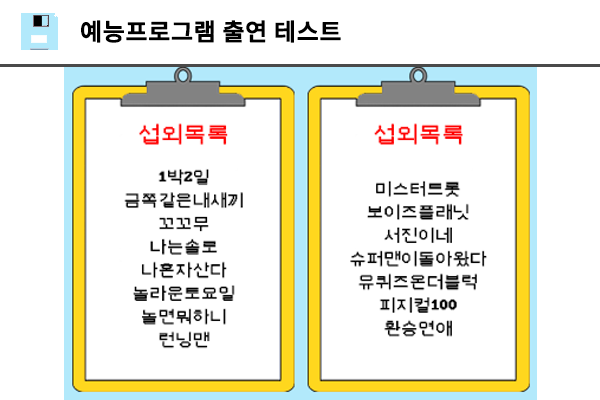 예능프로그램 출연 테스트
섭외목록
1박2일
금쪽같은내새끼
꼬꼬무
나는솔로
나혼자산다
놀라운토요일
놀면뭐하니
런닝맨
섭외목록
미스터트롯
보이즈플래닛
서진이네
슈퍼맨이돌아왔다
유퀴즈온더블럭
피지컬100
환승연애